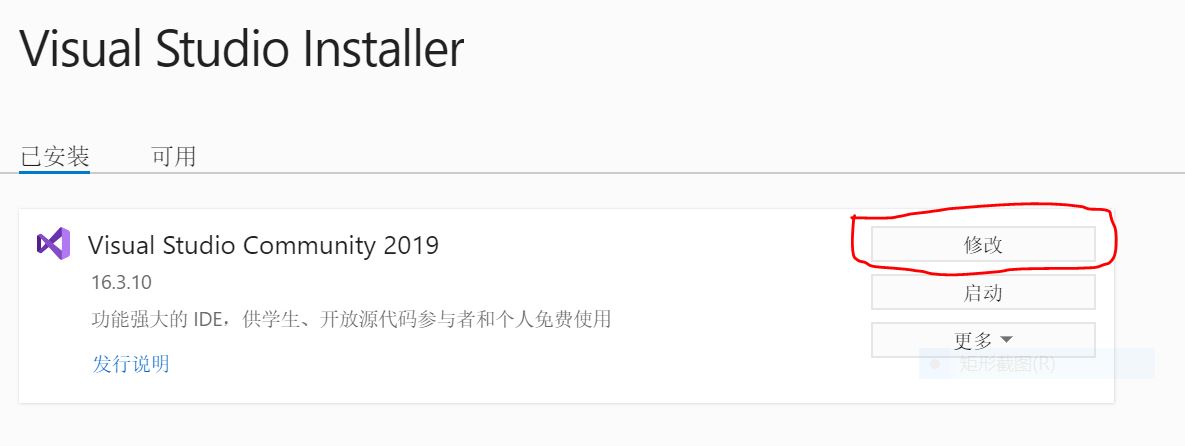 Visual Studio Installer
已安装 可用
Visual Studio Community 2019
修改
16.3.10
启动
功能强大的 IDE，供学生、开放源代码参与者和个人免费使用
更多
矩形截图(R)
发行说明